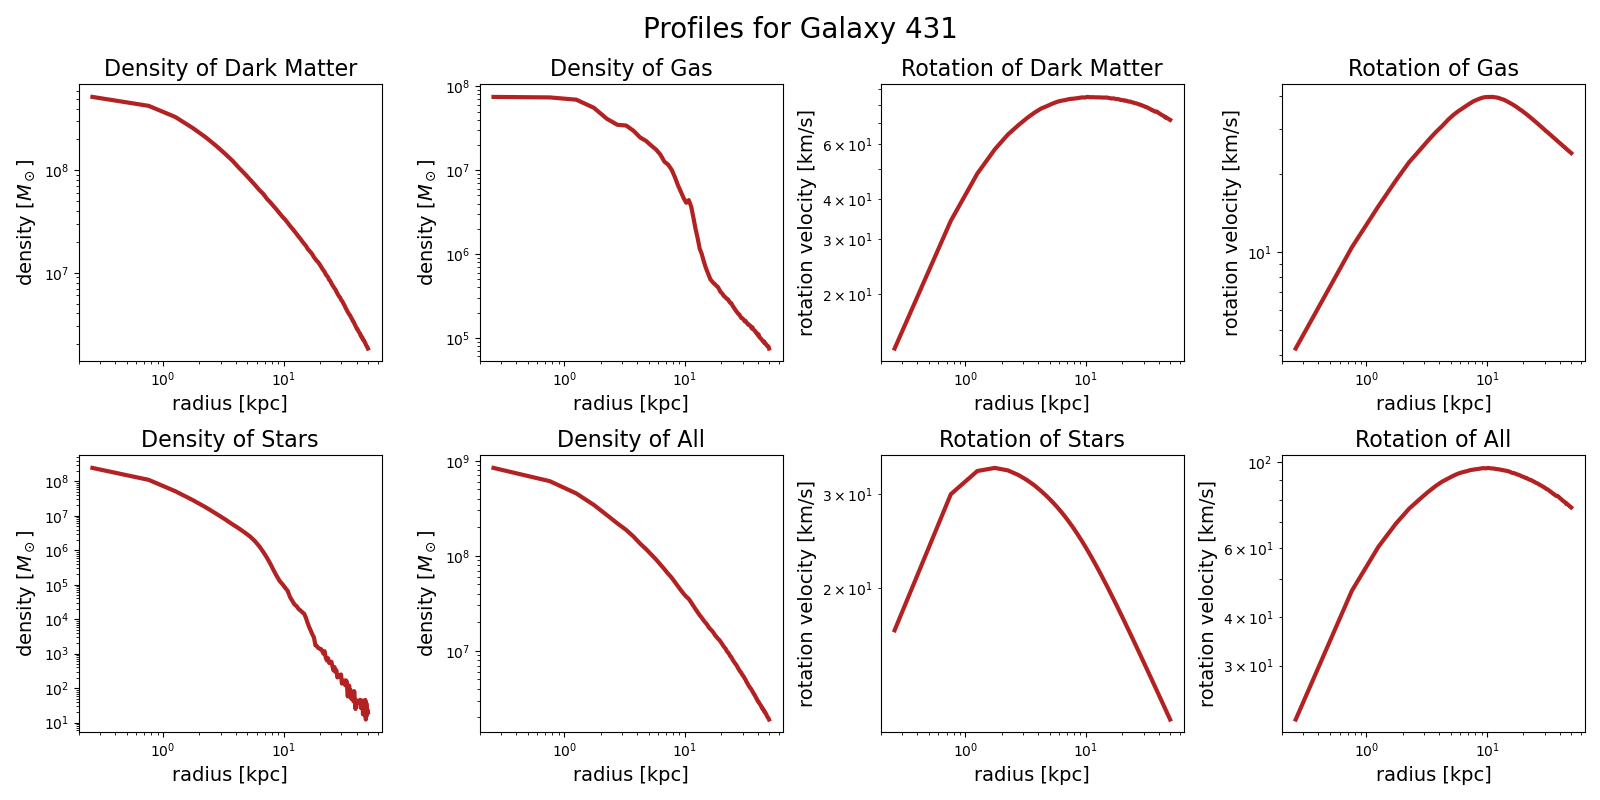 Profiles for Galaxy 431
Density of Dark Matter
density [$M_\odot$]
10^8
10^7
10^0
10^1
radius [kpc]
Density of Gas
density [$M_\odot$]
10^8
10^7
10^6
10^5
10^0
10^1
radius [kpc]
Rotation of Dark Matter
rotation velocity [km/s]
6 × 10^1
4 × 10^1
3 × 10^1
2 × 10^1
10^0
10^1
radius [kpc]
Rotation of Gas
rotation velocity [km/s]
10^1
10^0
10^1
radius [kpc]
Density of Stars
density [$M_\odot$]
10^8
10^7
10^6
10^5
10^4
10^3
10^2
10^1
10^0
10^1
radius [kpc]
Density of All
density [$M_\odot$]
10^9
10^8
10^7
10^0
10^1
radius [kpc]
Rotation of Stars
rotation velocity [km/s]
3 × 10^1
2 × 10^1
10^0
10^1
radius [kpc]
Rotation of All
rotation velocity [km/s]
10^2
6 × 10^1
4 × 10^1
3 × 10^1
10^0
10^1
radius [kpc]